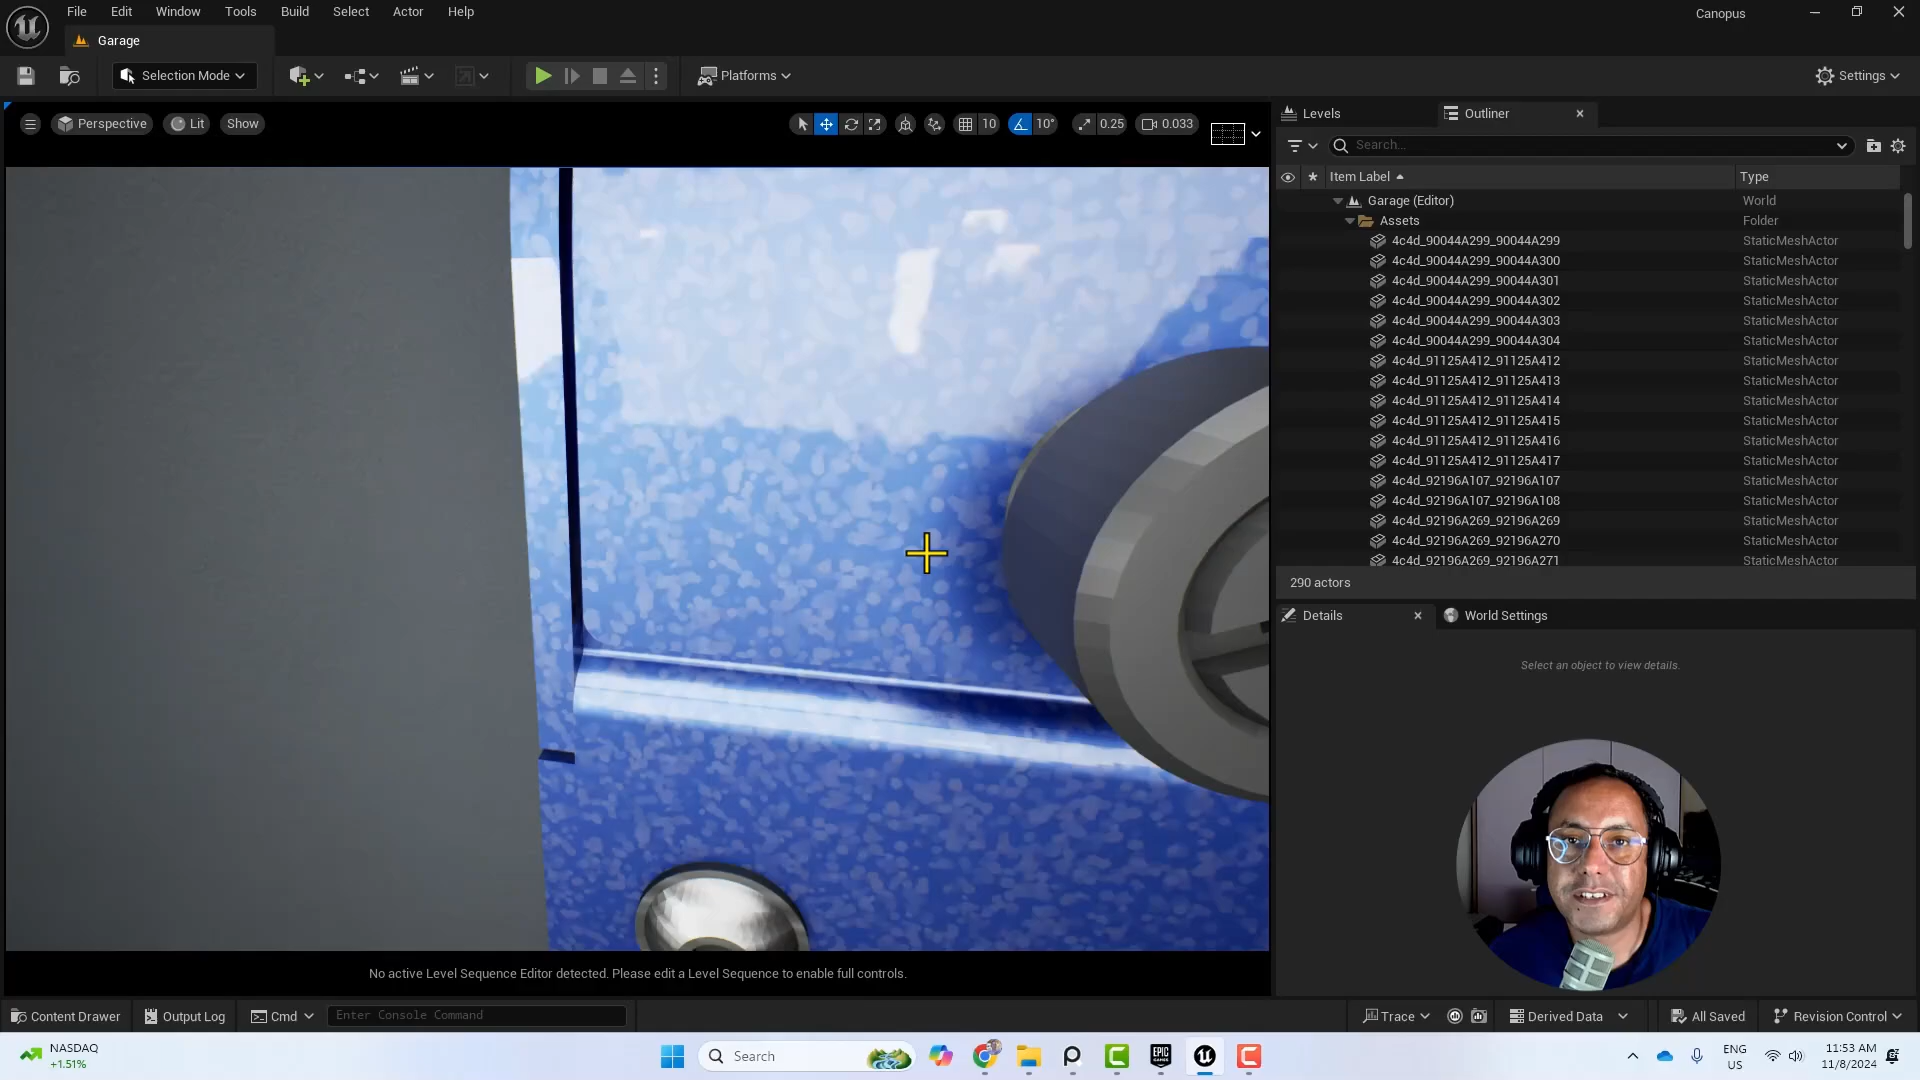 File Edit Window Tools Build Select Actor Help
Canopus
Garage
Selection Mode
Platforms
Settings
Perspective Lit Show
10 10° 0.25 0.033
Levels
Outliner
Search...
Item Label Type
Garage (Editor) World
Assets Folder
4c4d_90044A299_90044A299 StaticMeshActor
4c4d_90044A299_90044A300 StaticMeshActor
4c4d_90044A299_90044A301 StaticMeshActor
4c4d_90044A299_90044A302 StaticMeshActor
4c4d_90044A299_90044A303 StaticMeshActor
4c4d_90044A299_90044A304 StaticMeshActor
4c4d_91125A412_91125A412 StaticMeshActor
4c4d_91125A412_91125A413 StaticMeshActor
4c4d_91125A412_91125A414 StaticMeshActor
4c4d_91125A412_91125A415 StaticMeshActor
4c4d_91125A412_91125A416 StaticMeshActor
4c4d_91125A412_91125A417 StaticMeshActor
4c4d_92196A107_92196A107 StaticMeshActor
4c4d_92196A107_92196A108 StaticMeshActor
4c4d_92196A269_92196A269 StaticMeshActor
4c4d_92196A269_92196A270 StaticMeshActor
4c4d_92196A269_92196A271 StaticMeshActor
290 actors
Details
World Settings
Select an object to view details.
No active Level Sequence Editor detected. Please edit a Level Sequence to enable full controls.
Content Drawer Output Log Cmd Enter Console Command
Trace Derived Data All Saved Revision Control
NASDAQ
+1.51%
Search
EPIC
GAMES
ENG
US
11:53 AM
11/8/2024